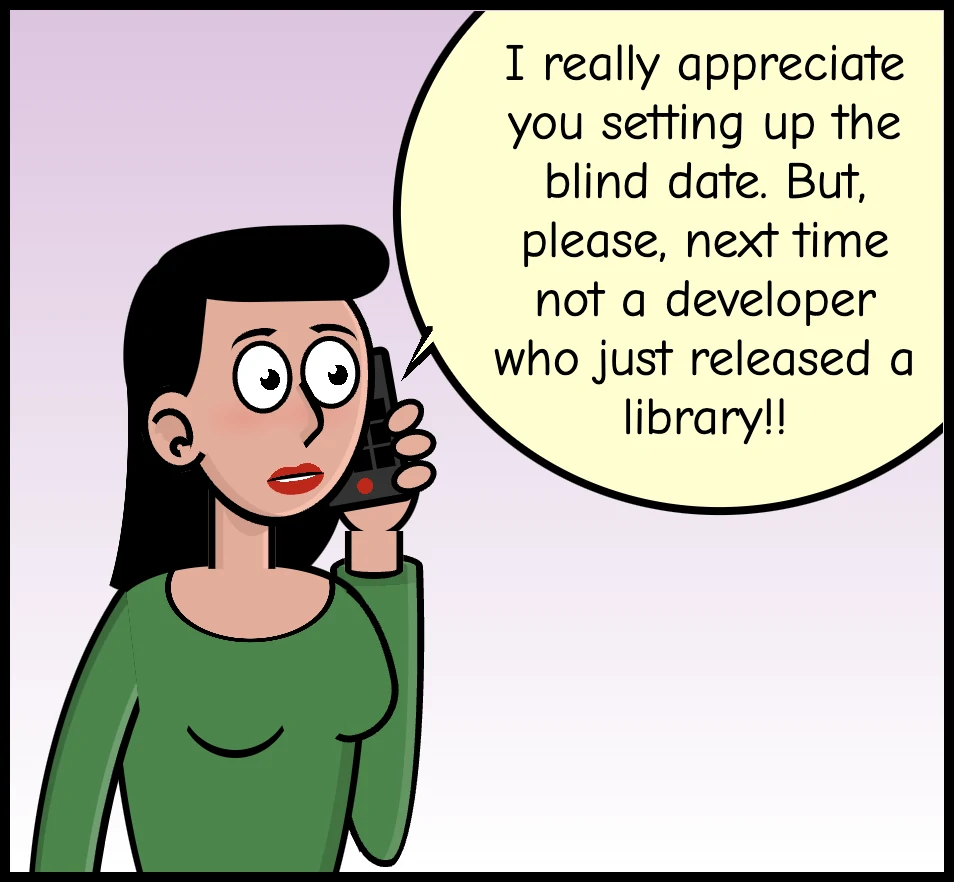 I really appreciate
you setting up the
blind date. But,
please, next time
not a developer
who just released a
library!!